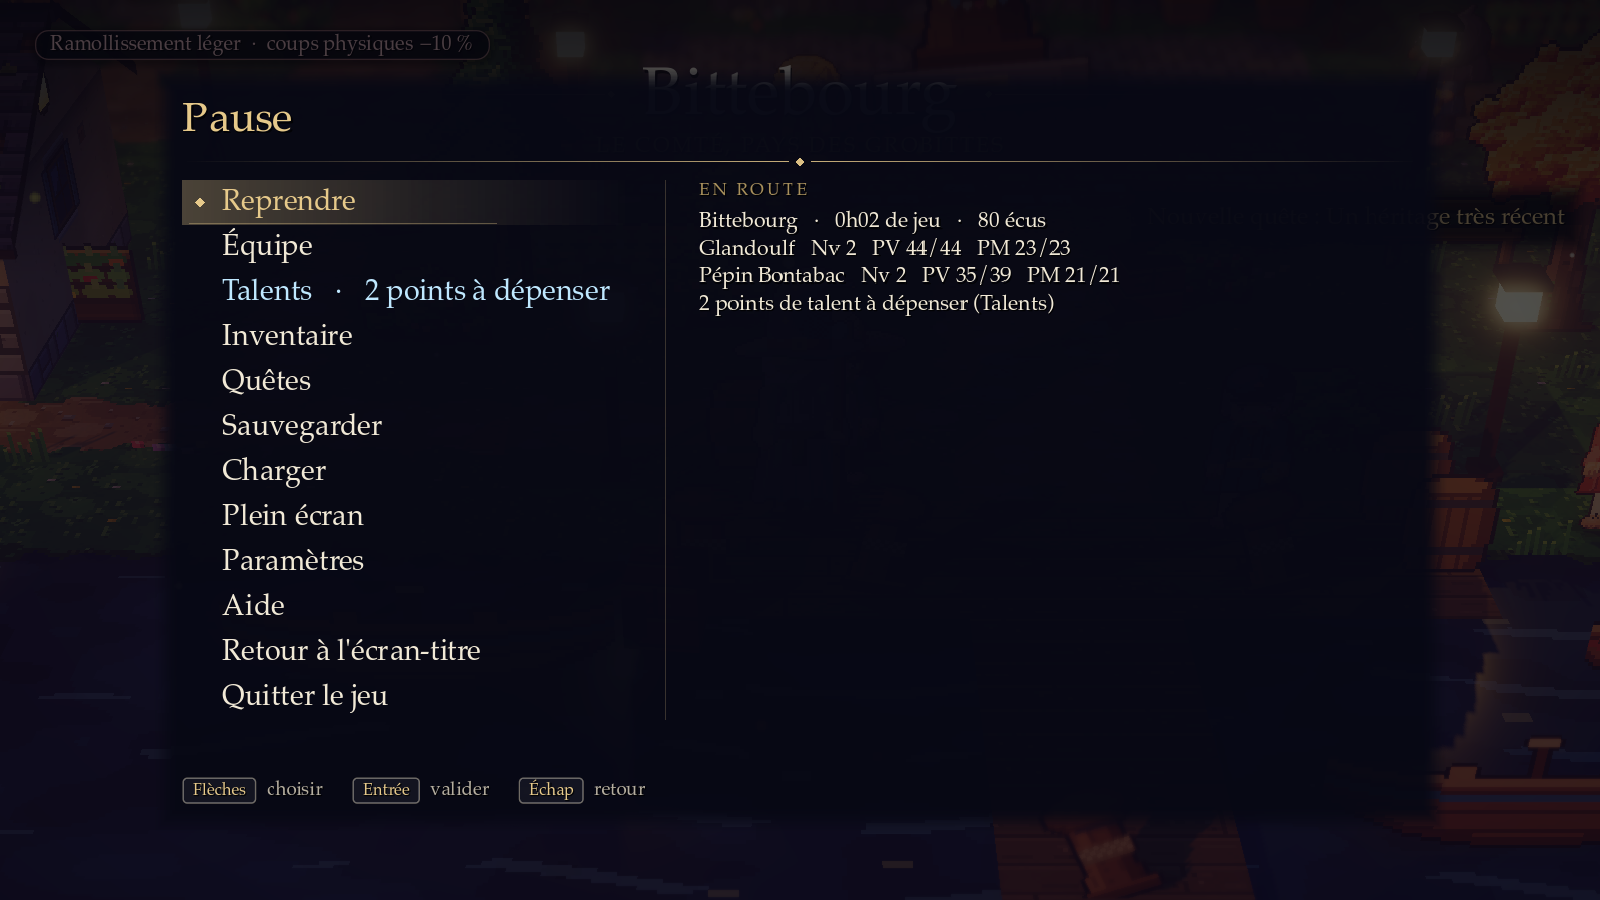 Ramollissement léger · coups physiques −10 %
Bittebourg
Pause
Reprendre
Équipe
Talents · 2 points à dépenser
Inventaire
Quêtes
Sauvegarder
Charger
Plein écran
Paramètres
Aide
Retour à l'écran-titre
Quitter le jeu
EN ROUTE
Bittebourg · 0h02 de jeu · 80 écus
Glandoulf Nv 2 PV 44/44 PM 23/23
Pépin Bontabac Nv 2 PV 35/39 PM 21/21
2 points de talent à dépenser (Talents)
très récent
Flèches choisir Entrée valider Échap retour